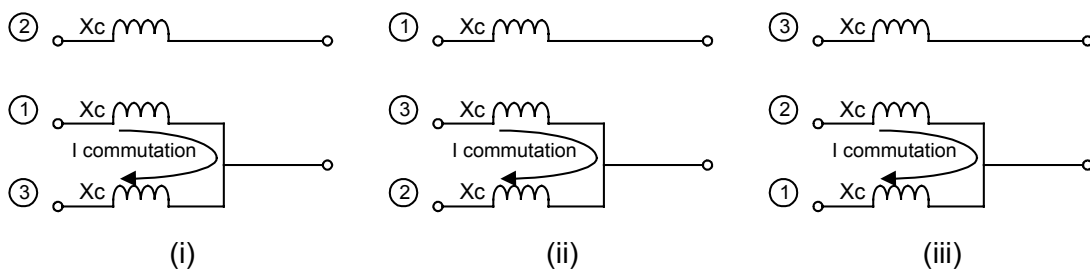 ② Xc ① Xc ③ Xc
① Xc ③ Xc ② Xc
I commutation I commutation I commutation
③ Xc ② Xc ① Xc
(i) (ii) (iii)